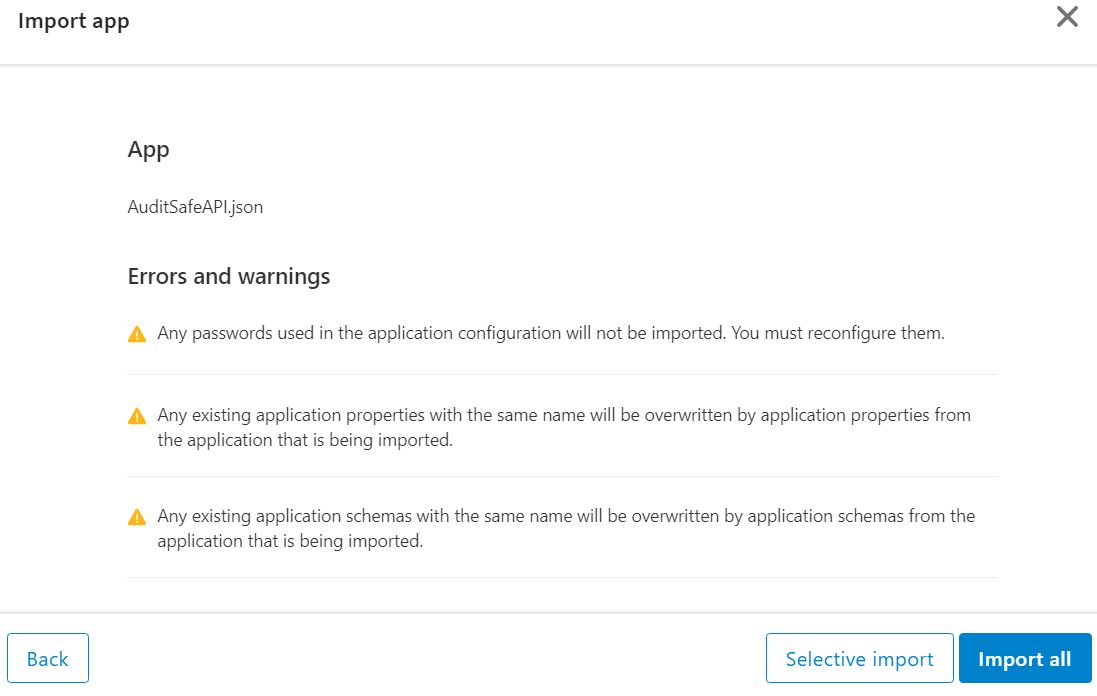 Import app
App
AuditSafeAPI.json
Errors and warnings
Any passwords used in the application configuration will not be imported. You must reconfigure them.
Any existing application properties with the same name will be overwritten by application properties from
the application that is being imported.
Any existing application schemas with the same name will be overwritten by application schemas from the
application that is being imported.
Back
Selective import
Import all